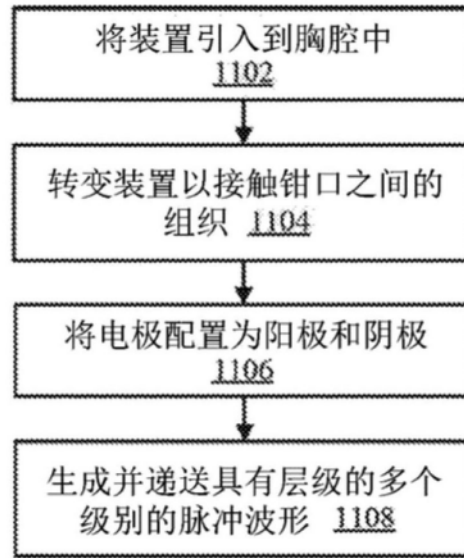 将装置引入到胸腔中
1102
转变装置以接触钳口之间的
组织 1104
将电极配置为阳极和阴极
1106
生成并递送具有层级的多个
级别的脉冲波形 1108